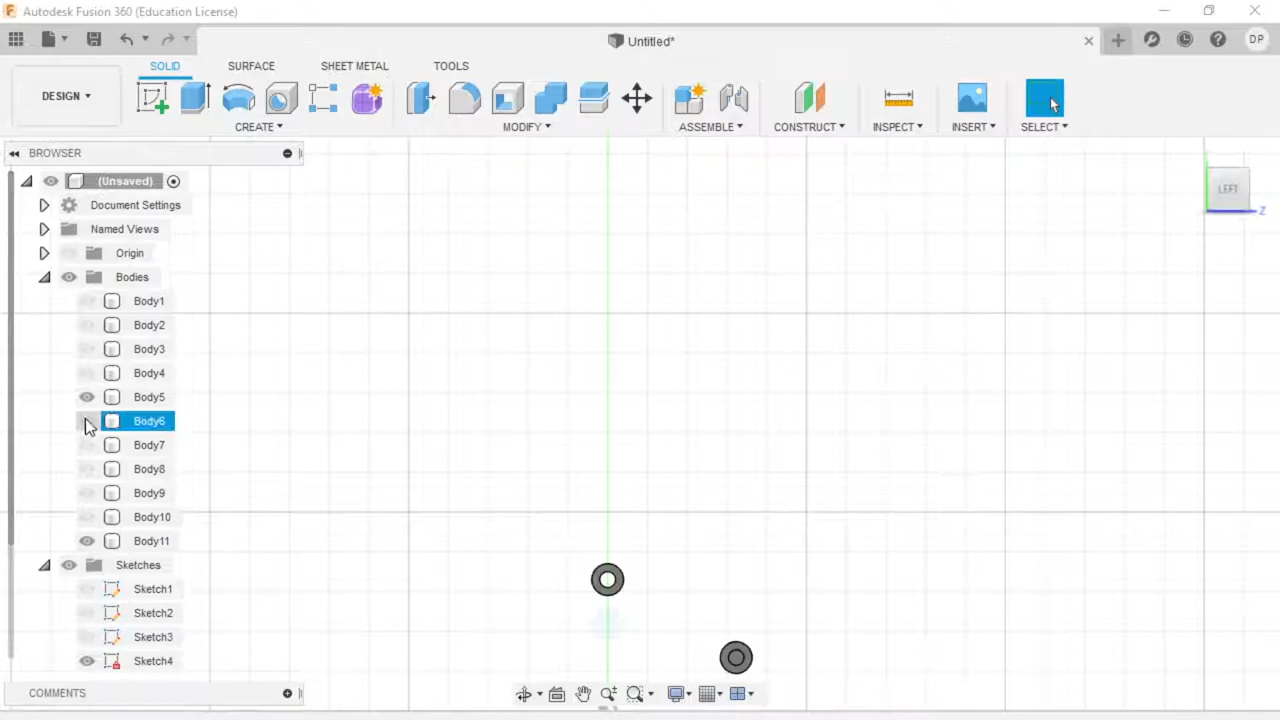 Autodesk Fusion 360 (Education License)
Untitled*
DP
SOLID SURFACE SHEET METAL TOOLS
DESIGN
CREATE MODIFY ASSEMBLE CONSTRUCT INSPECT INSERT SELECT
BROWSER
(Unsaved)
Document Settings
Named Views
Origin
Bodies
Body1
Body2
Body3
Body4
Body5
Body6
Body7
Body8
Body9
Body10
Body11
Sketches
Sketch1
Sketch2
Sketch3
Sketch4
COMMENTS
LEFT
Z